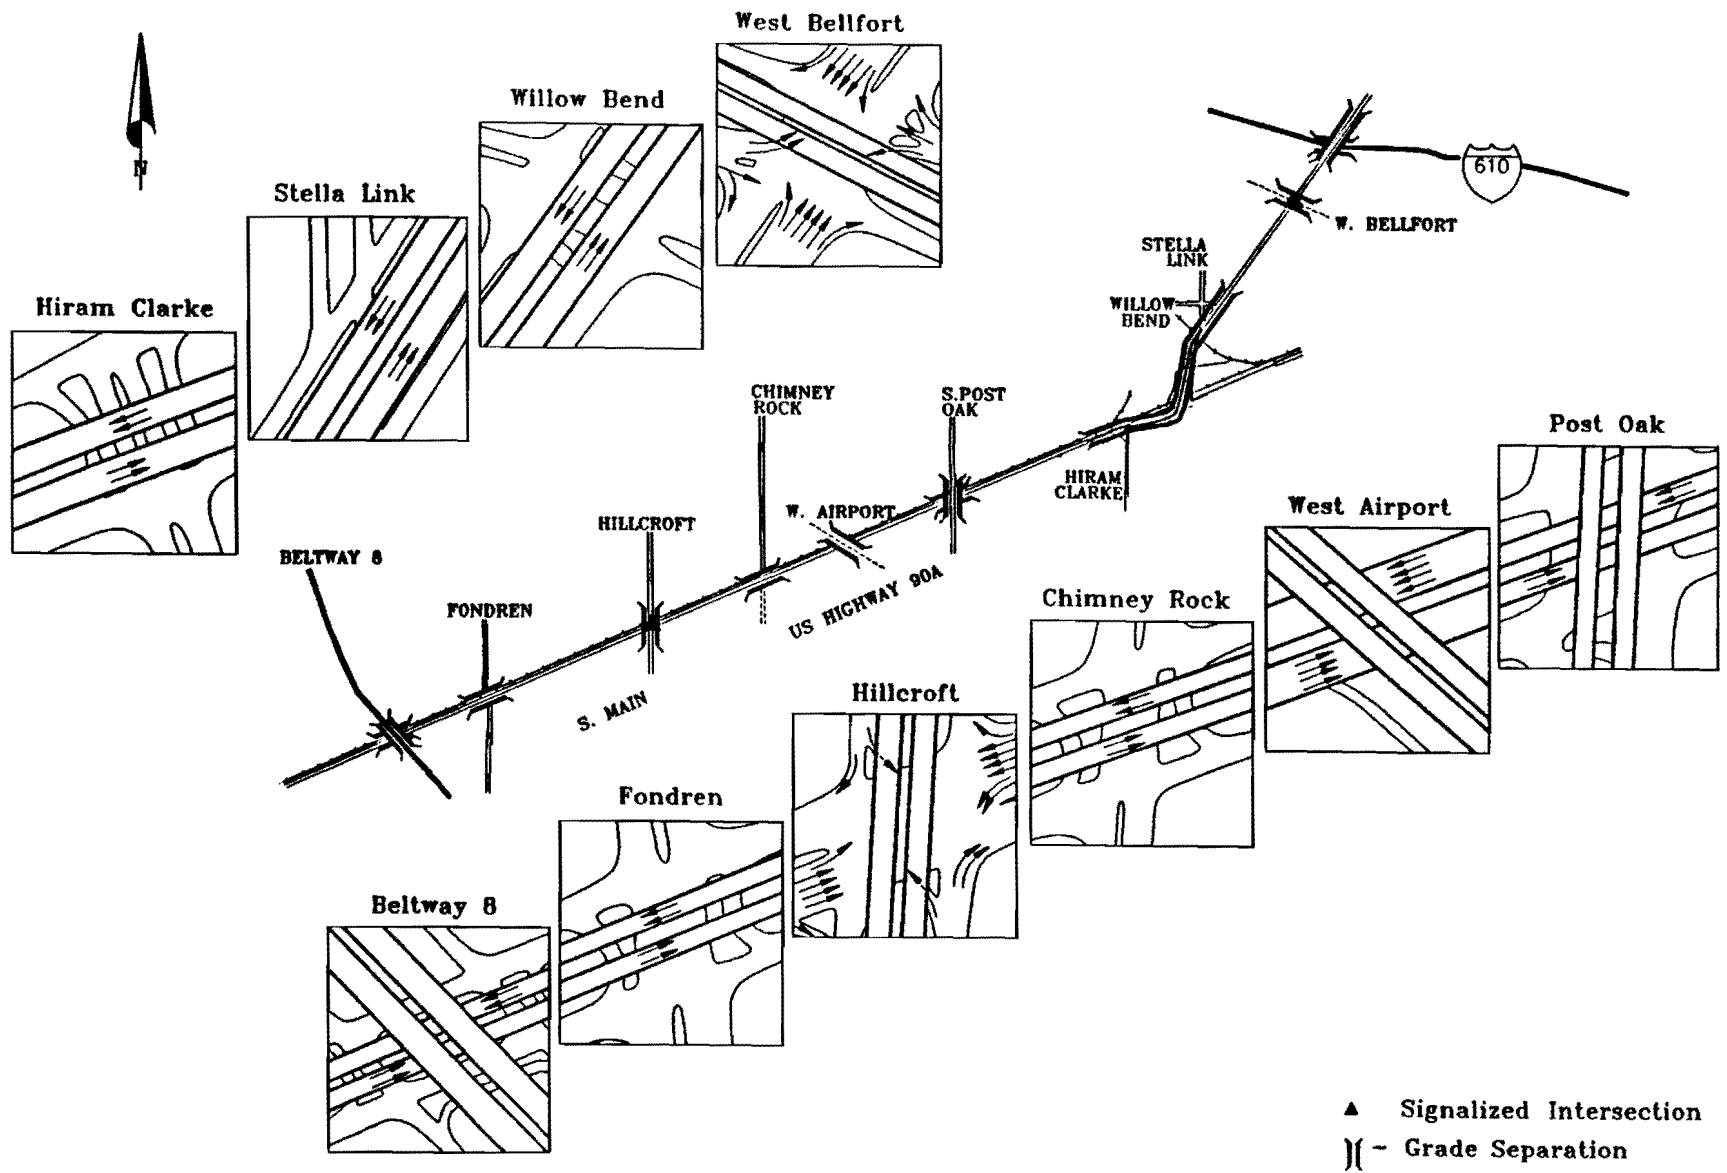 West Bellfort
Willow Bend
Stella Link
Hiram Clarke
N
610
W. BELLFORT
STELLA
LINK
WILLOW
BEND
CHIMNEY
ROCK
S.POST
OAK
HIRAM
CLARKE
W. AIRPORT
HILLCROFT
BELTWAY 8
FONDREN
US HIGHWAY 90A
S. MAIN
Post Oak
West Airport
Chimney Rock
Hillcroft
Fondren
Beltway 8
Signalized Intersection
- Grade Separation